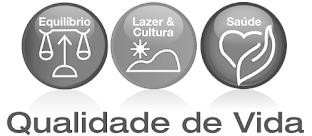 Equilíbrio
Lazer &
Cultura
Saúde
Qualidade de Vida